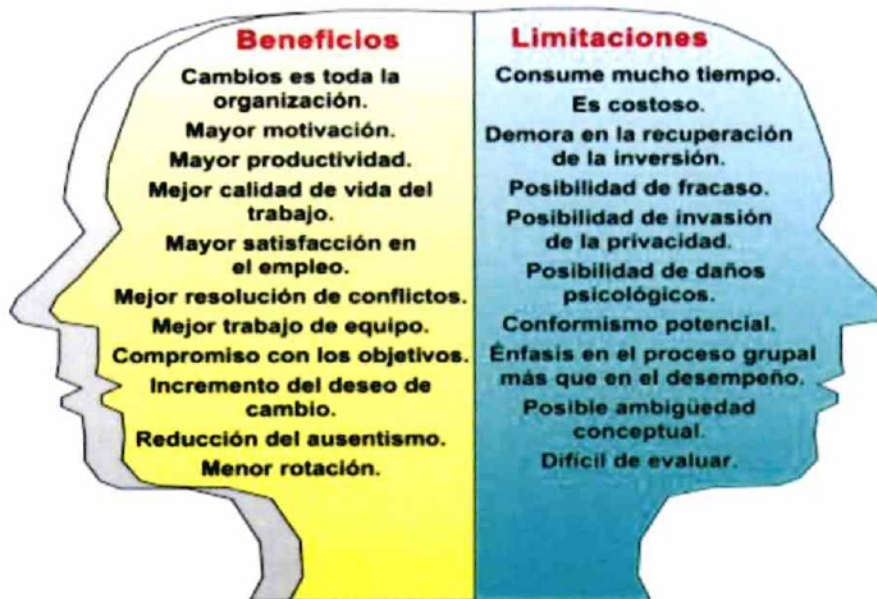 Beneficios
Cambios es toda la
organización.
Mayor motivación.
Mayor productividad.
Mejor calidad de vida del
trabajo.
Mayor satisfacción en
el empleo.
Mejor resolución de conflictos.
Mejor trabajo de equipo.
Compromiso con los objetivos.
Incremento del deseo de
cambio.
Reducción del ausentismo.
Menor rotación.
Limitaciones
Consume mucho tiempo.
Es costoso.
Demora en la recuperación
de la inversión.
Posibilidad de fracaso.
Posibilidad de invasión
de la privacidad.
Posibilidad de daños
psicológicos.
Conformismo potencial.
Énfasis en el proceso grupal
más que en el desempeño.
Posible ambigüedad
conceptual.
Difícil de evaluar.